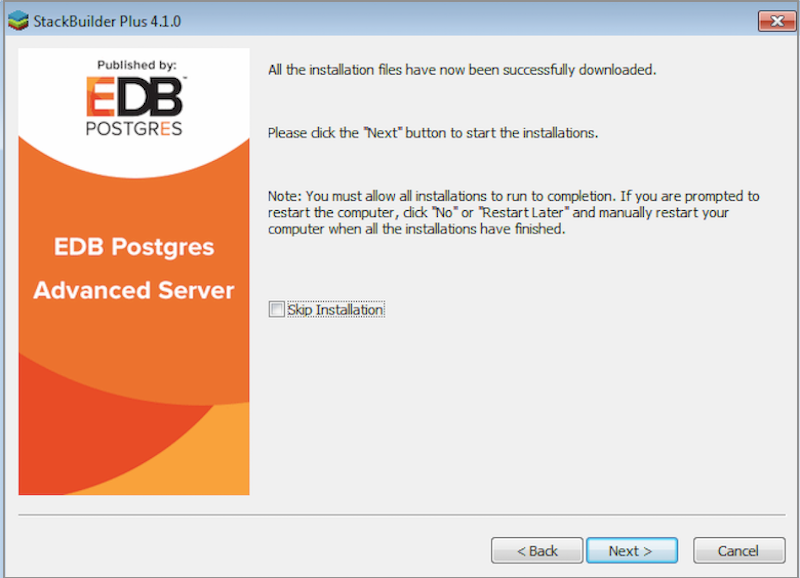 StackBuilder Plus 4.1.0
Published by:
EDB™
POSTGRES
EDB Postgres
Advanced Server
All the installation files have now been successfully downloaded.
Please click the "Next" button to start the installations.
Note: You must allow all installations to run to completion. If you are prompted to
restart the computer, click "No" or "Restart Later" and manually restart your
computer when all the installations have finished.
Skip Installation
< Back
Next >
Cancel